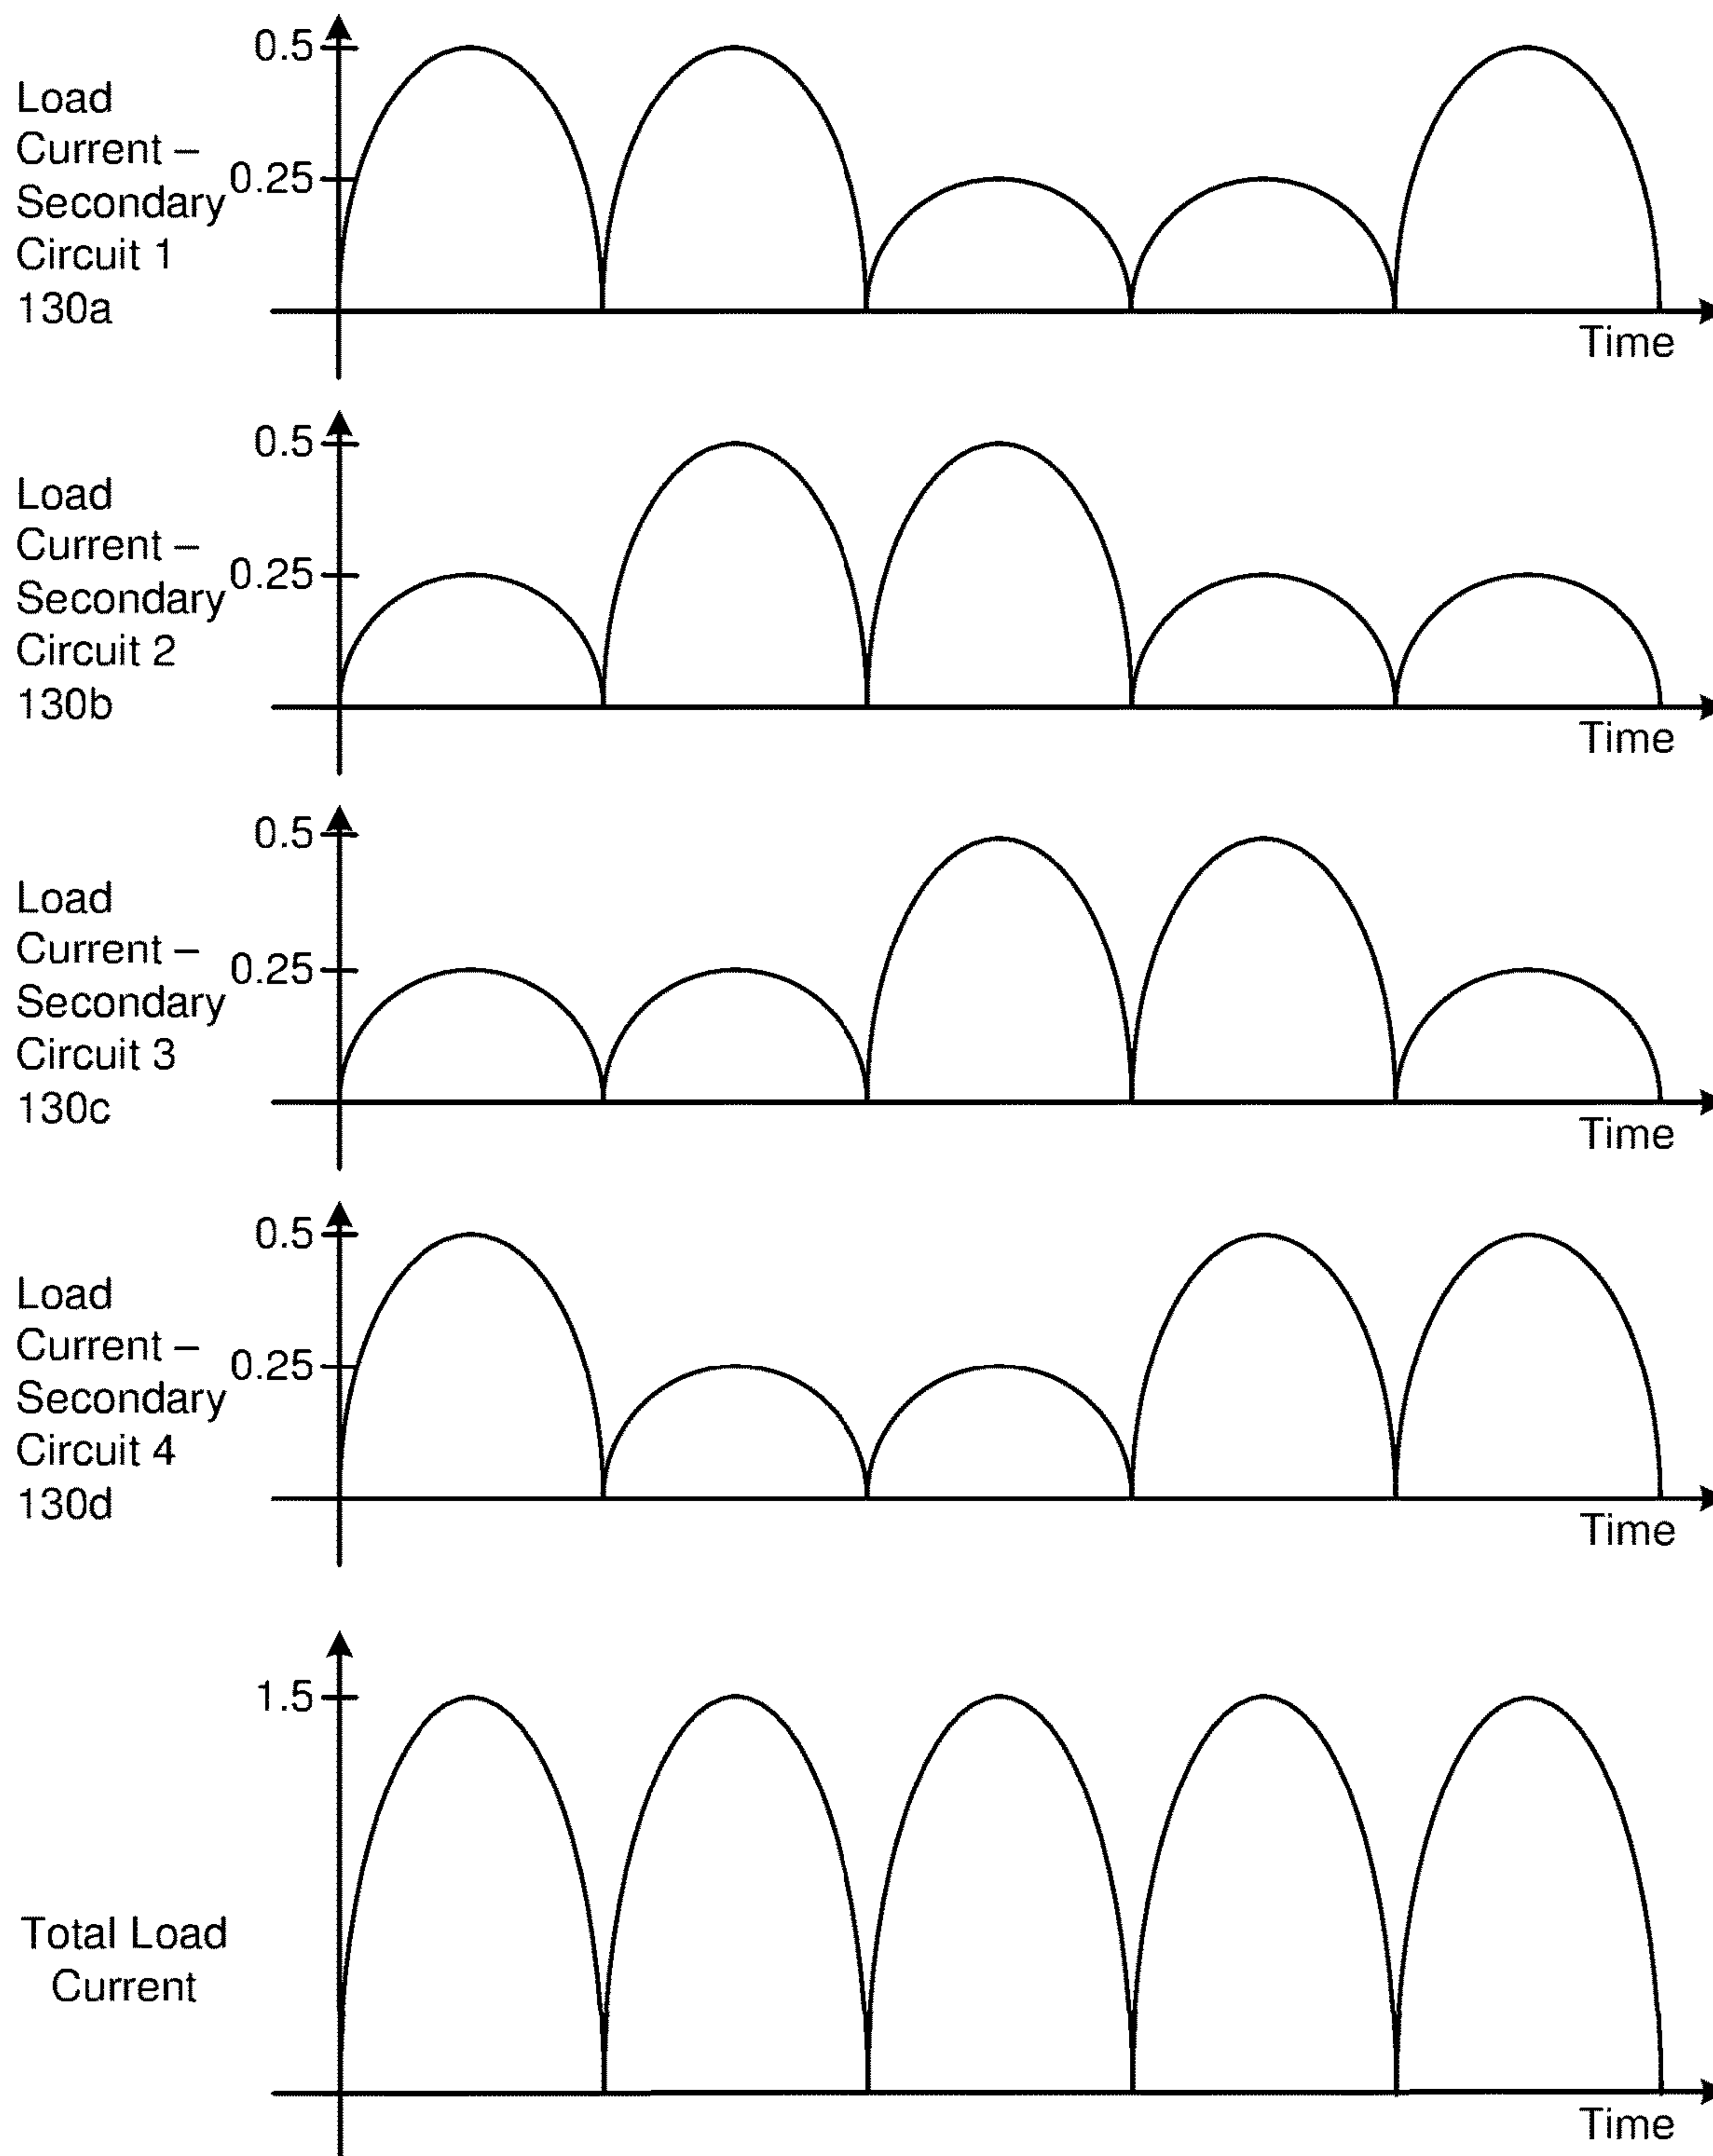 0.5
Load
Current –
Secondary
0.25
Circuit 1
130a
Time
0.5
Load
Current –
Secondary
0.25
Circuit 2
130b
Time
0.5
Load
Current –
Secondary
0.25
Circuit 3
130c
Time
0.5
Load
Current –
Secondary
0.25
Circuit 4
130d
Time
1.5
Total Load
Current
Time